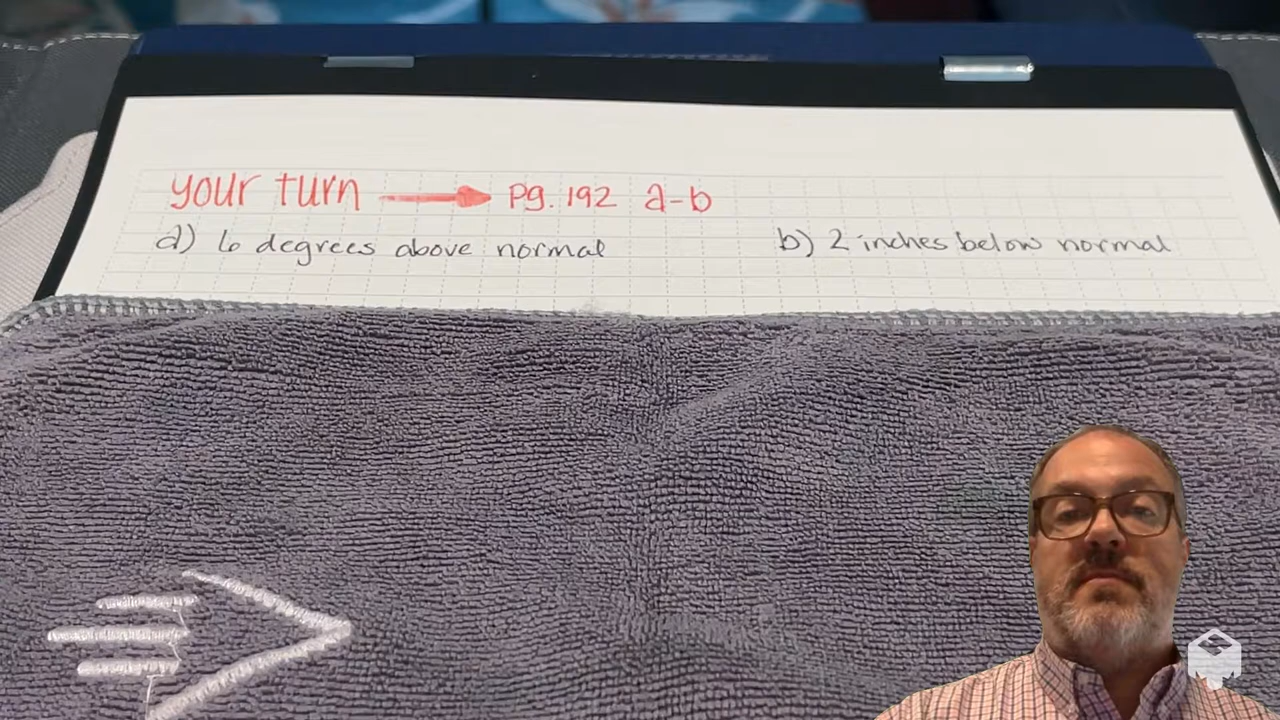 your turn → Pg. 192 a-b
a) 6 degrees above normal
b) 2 inches below normal